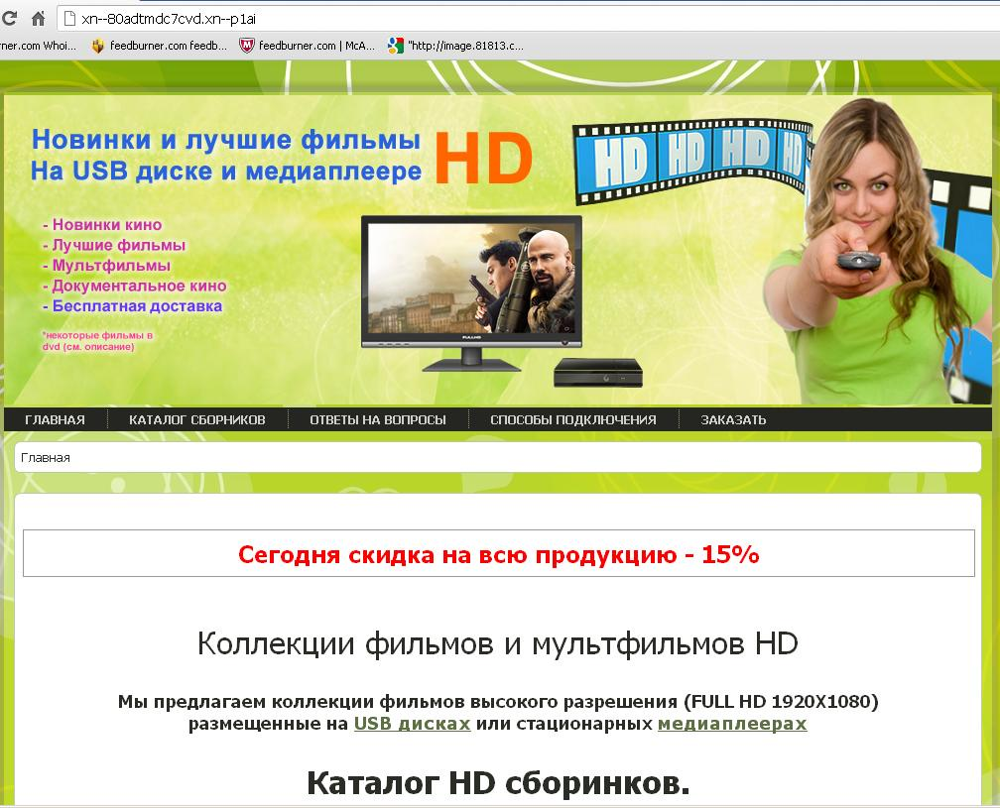 xn--80adtmdc7cvd.xn--p1ai
rner.com Whoi... feedburner.com feedb... feedburner.com | McA... "http://image.81813.c...
Новинки и лучшие фильмы
На USB диске и медиаплеере
HD
HD HD HD HD
- Новинки кино
- Лучшие фильмы
- Мультфильмы
- Документальное кино
- Бесплатная доставка
*некоторые фильмы в
dvd (см. описание)
FULLHD
ГЛАВНАЯ КАТАЛОГ СБОРНИКОВ ОТВЕТЫ НА ВОПРОСЫ СПОСОБЫ ПОДКЛЮЧЕНИЯ ЗАКАЗАТЬ
Главная
Сегодня скидка на всю продукцию - 15%
Коллекции фильмов и мультфильмов HD
Мы предлагаем коллекции фильмов высокого разрешения (FULL HD 1920X1080)
размещенные на USB дисках или стационарных медиаплеерах
Каталог HD сборинков.